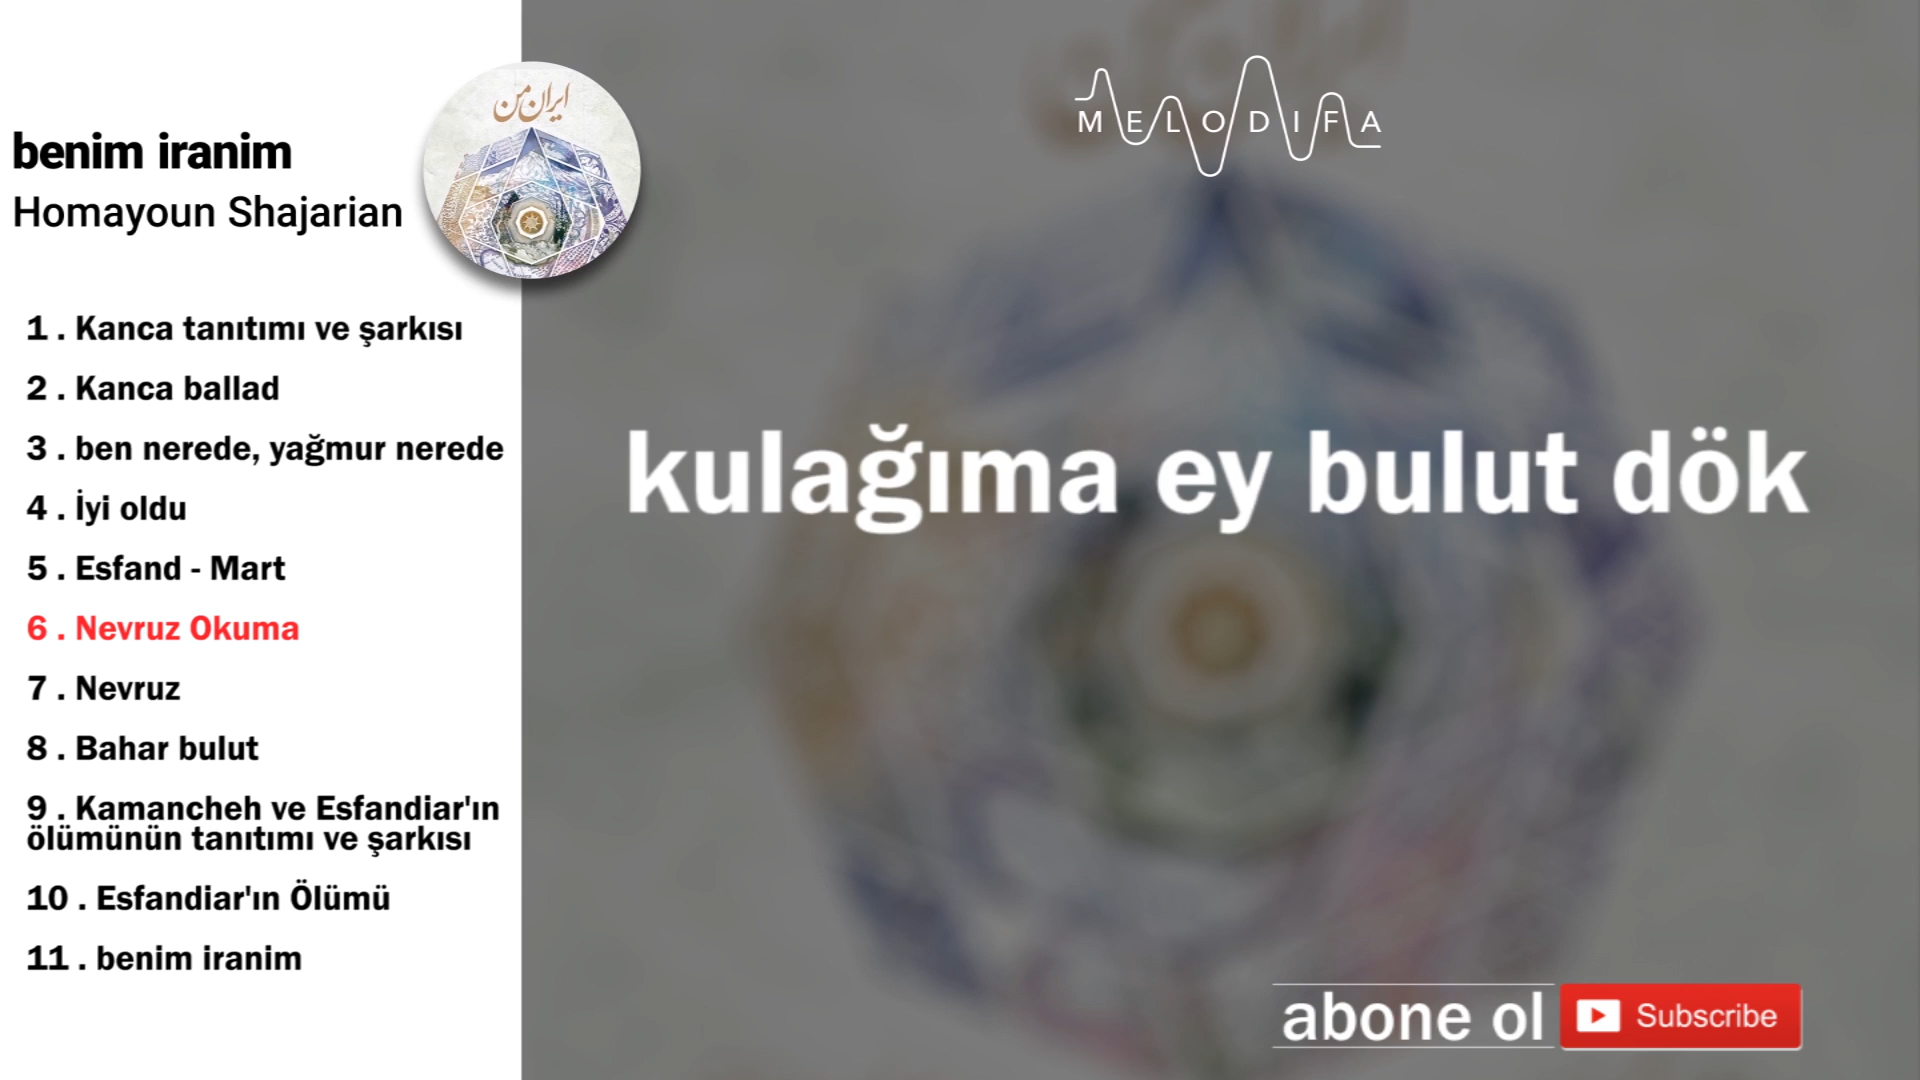 benim iranim
Homayoun Shajarian
ایران من
1 . Kanca tanıtımı ve şarkısı
2 . Kanca ballad
3 . ben nerede, yağmur nerede
4 . İyi oldu
5 . Esfand - Mart
6 . Nevruz Okuma
7 . Nevruz
8 . Bahar bulut
9 . Kamancheh ve Esfandiar'ın
ölümünün tanıtımı ve şarkısı
10 . Esfandiar'ın Ölümü
11 . benim iranim
MELODIFA
kulağıma ey bulut dök
abone ol
Subscribe